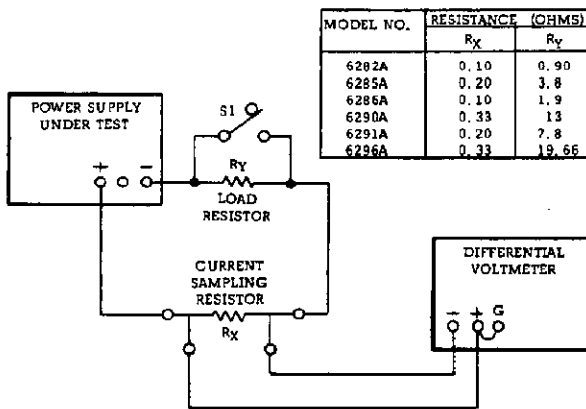 MODEL NO. RESISTANCE (OHMS)
RX RY
6282A 0.10 0.90
6285A 0.20 3.8
6286A 0.10 1.9
6290A 0.33 13
6291A 0.20 7.8
6296A 0.33 19.66
POWER SUPPLY
UNDER TEST
+ -
S1
RY
LOAD
RESISTOR
CURRENT
SAMPLING
RESISTOR
RX
DIFFERENTIAL
VOLTMETER
- + G